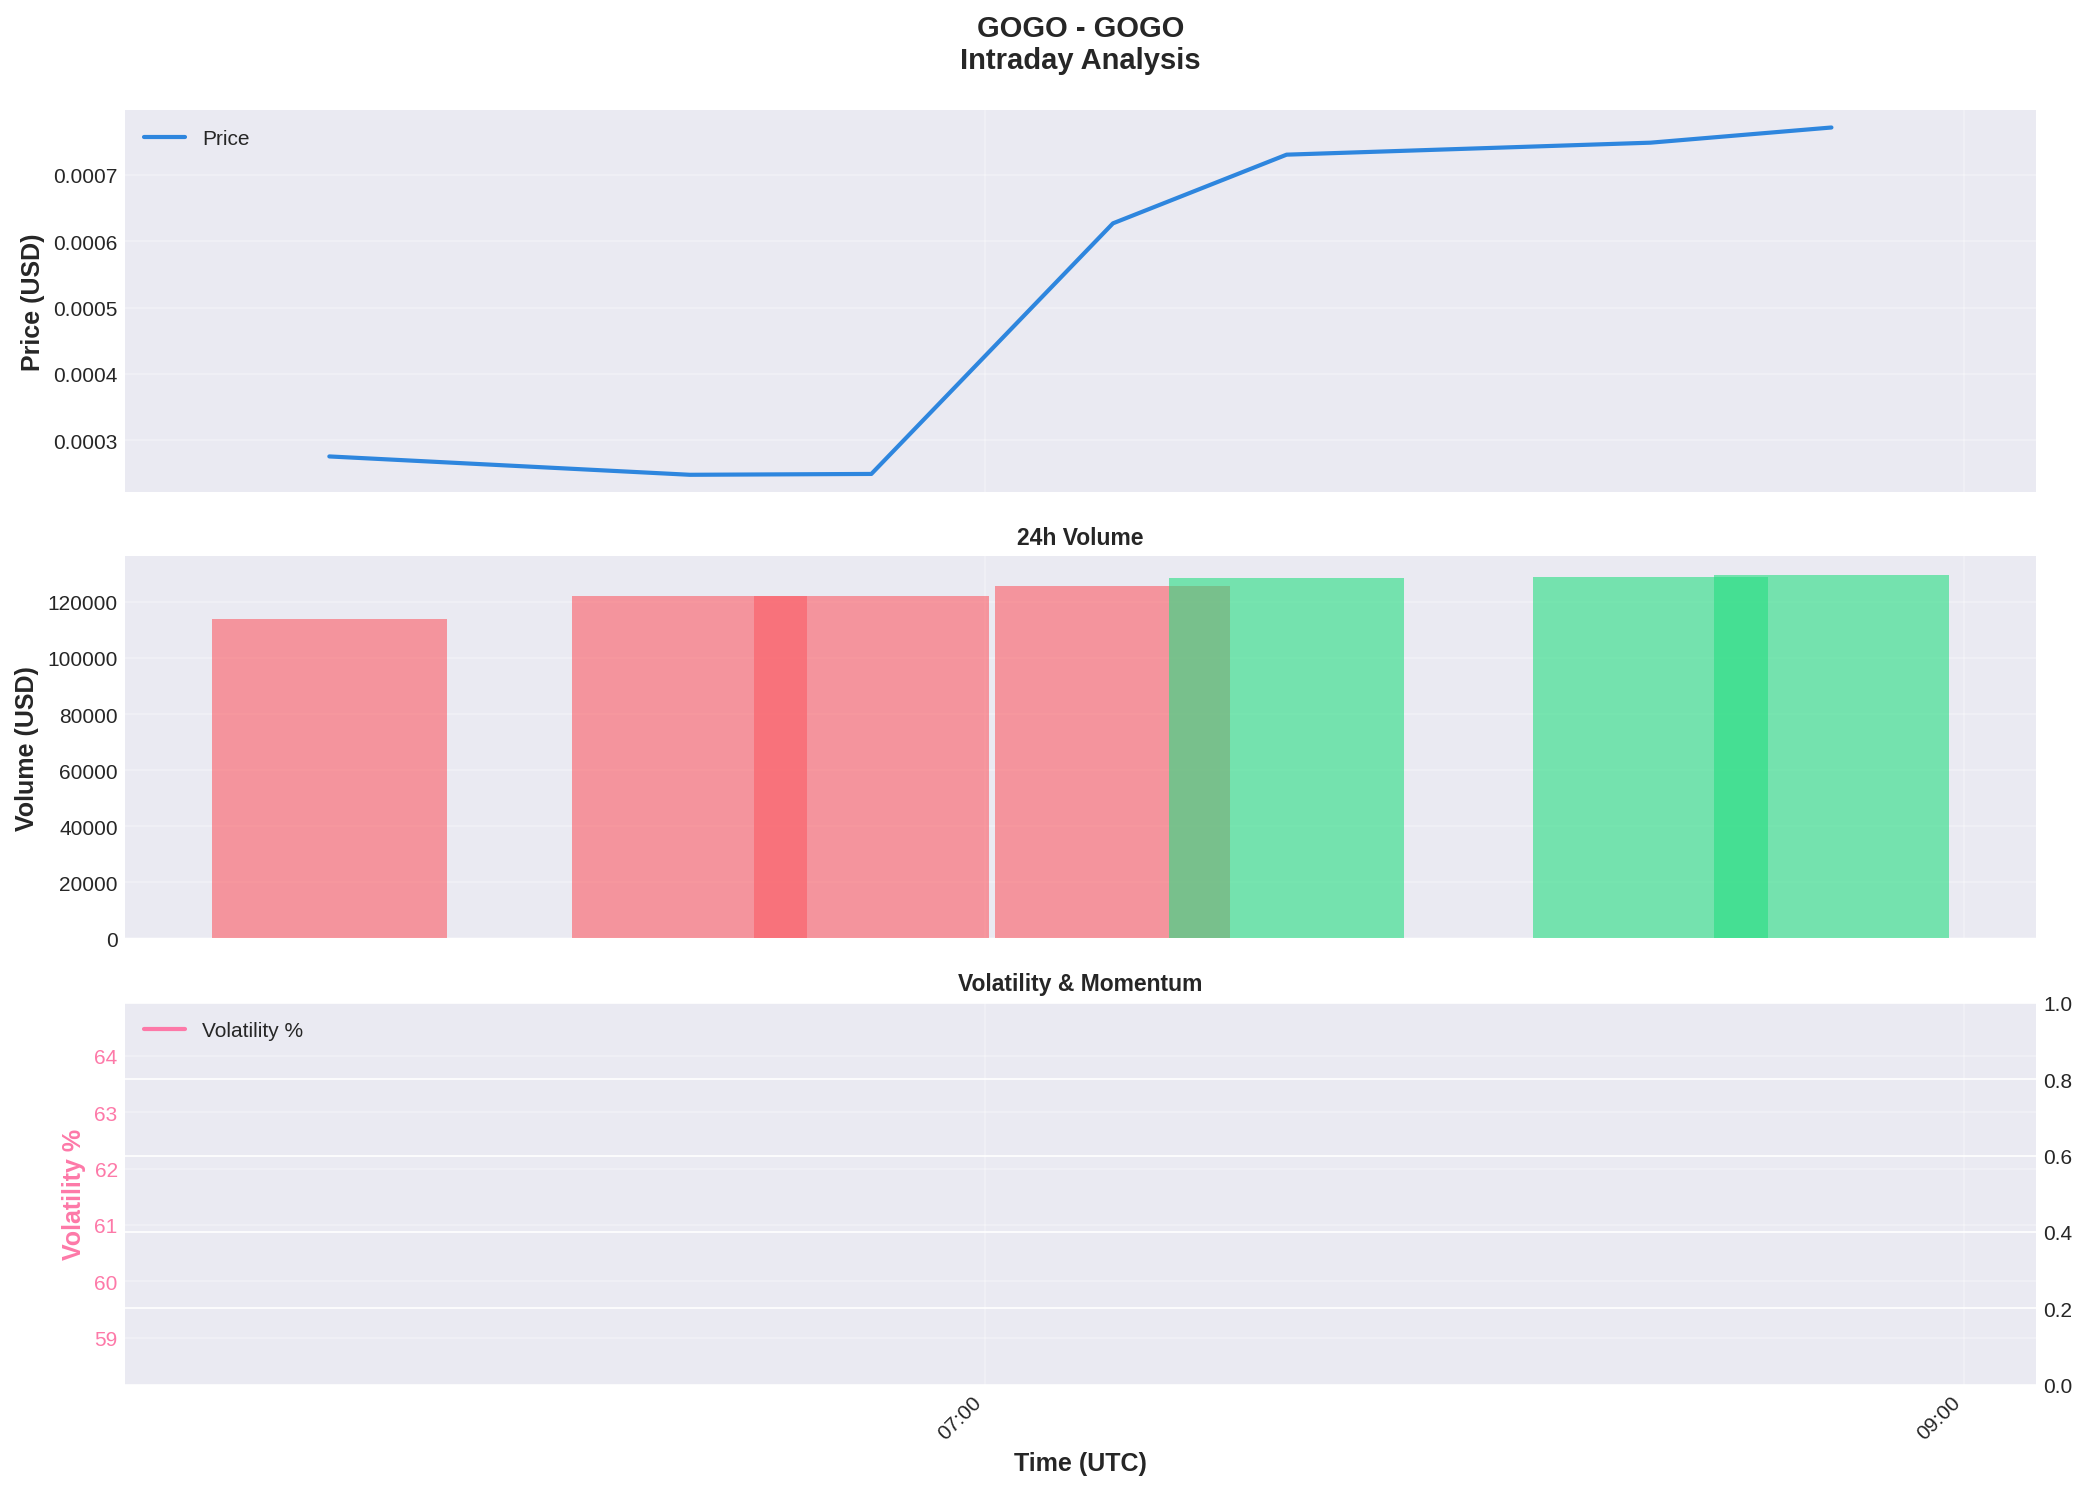 GOGO - GOGO
Intraday Analysis
Price
0.0007
0.0006
0.0005
0.0004
0.0003
Price (USD)
24h Volume
120000
100000
80000
60000
40000
20000
0
Volume (USD)
Volatility & Momentum
Volatility %
64
63
62
61
60
59
Volatility %
1.0
0.8
0.6
0.4
0.2
0.0
07:00
09:00
Time (UTC)